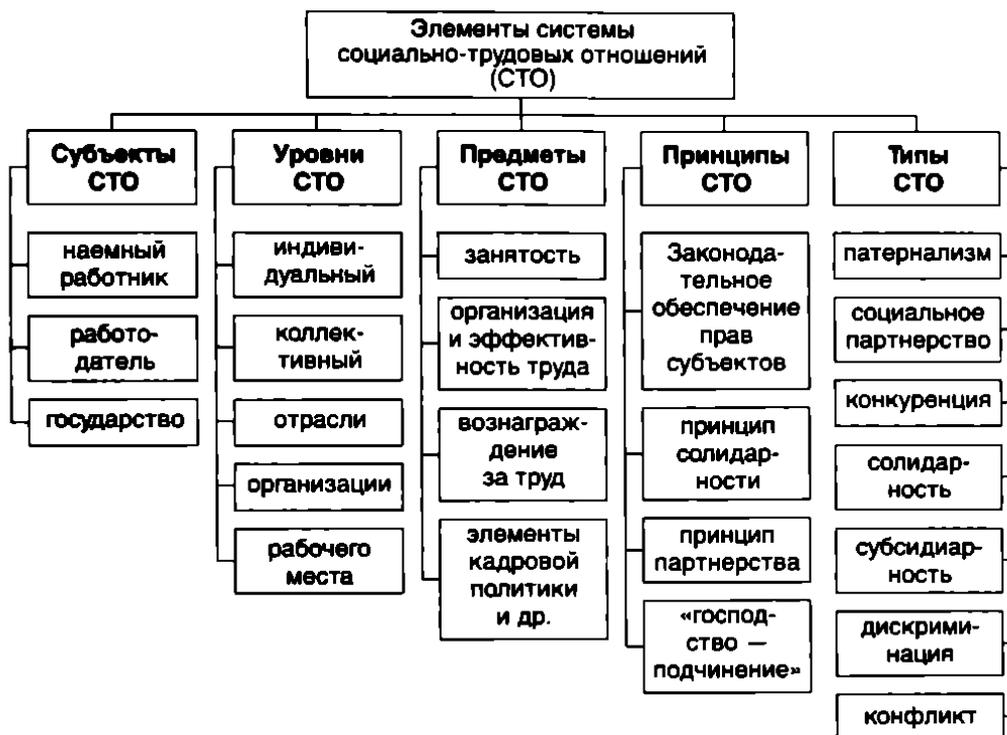 Элементы системы
социально-трудовых отношений
(СТО)
Субъекты
СТО
наемный
работник
работо-
датель
государство
Уровни
СТО
индиви-
дуальный
коллек-
тивный
отрасли
организации
рабочего
места
Предметы
СТО
занятость
организация
и эффектив-
ность труда
вознаграж-
дение
за труд
элементы
кадровой
политики
и др.
Принципы
СТО
Законода-
тельное
обеспечение
прав
субъектов
принцип
солидар-
ности
принцип
партнерства
«господ-
ство —
подчинение»
Типы
СТО
патернализм
социальное
партнерство
конкуренция
солидар-
ность
субсидиар-
ность
дискрими-
нация
конфликт